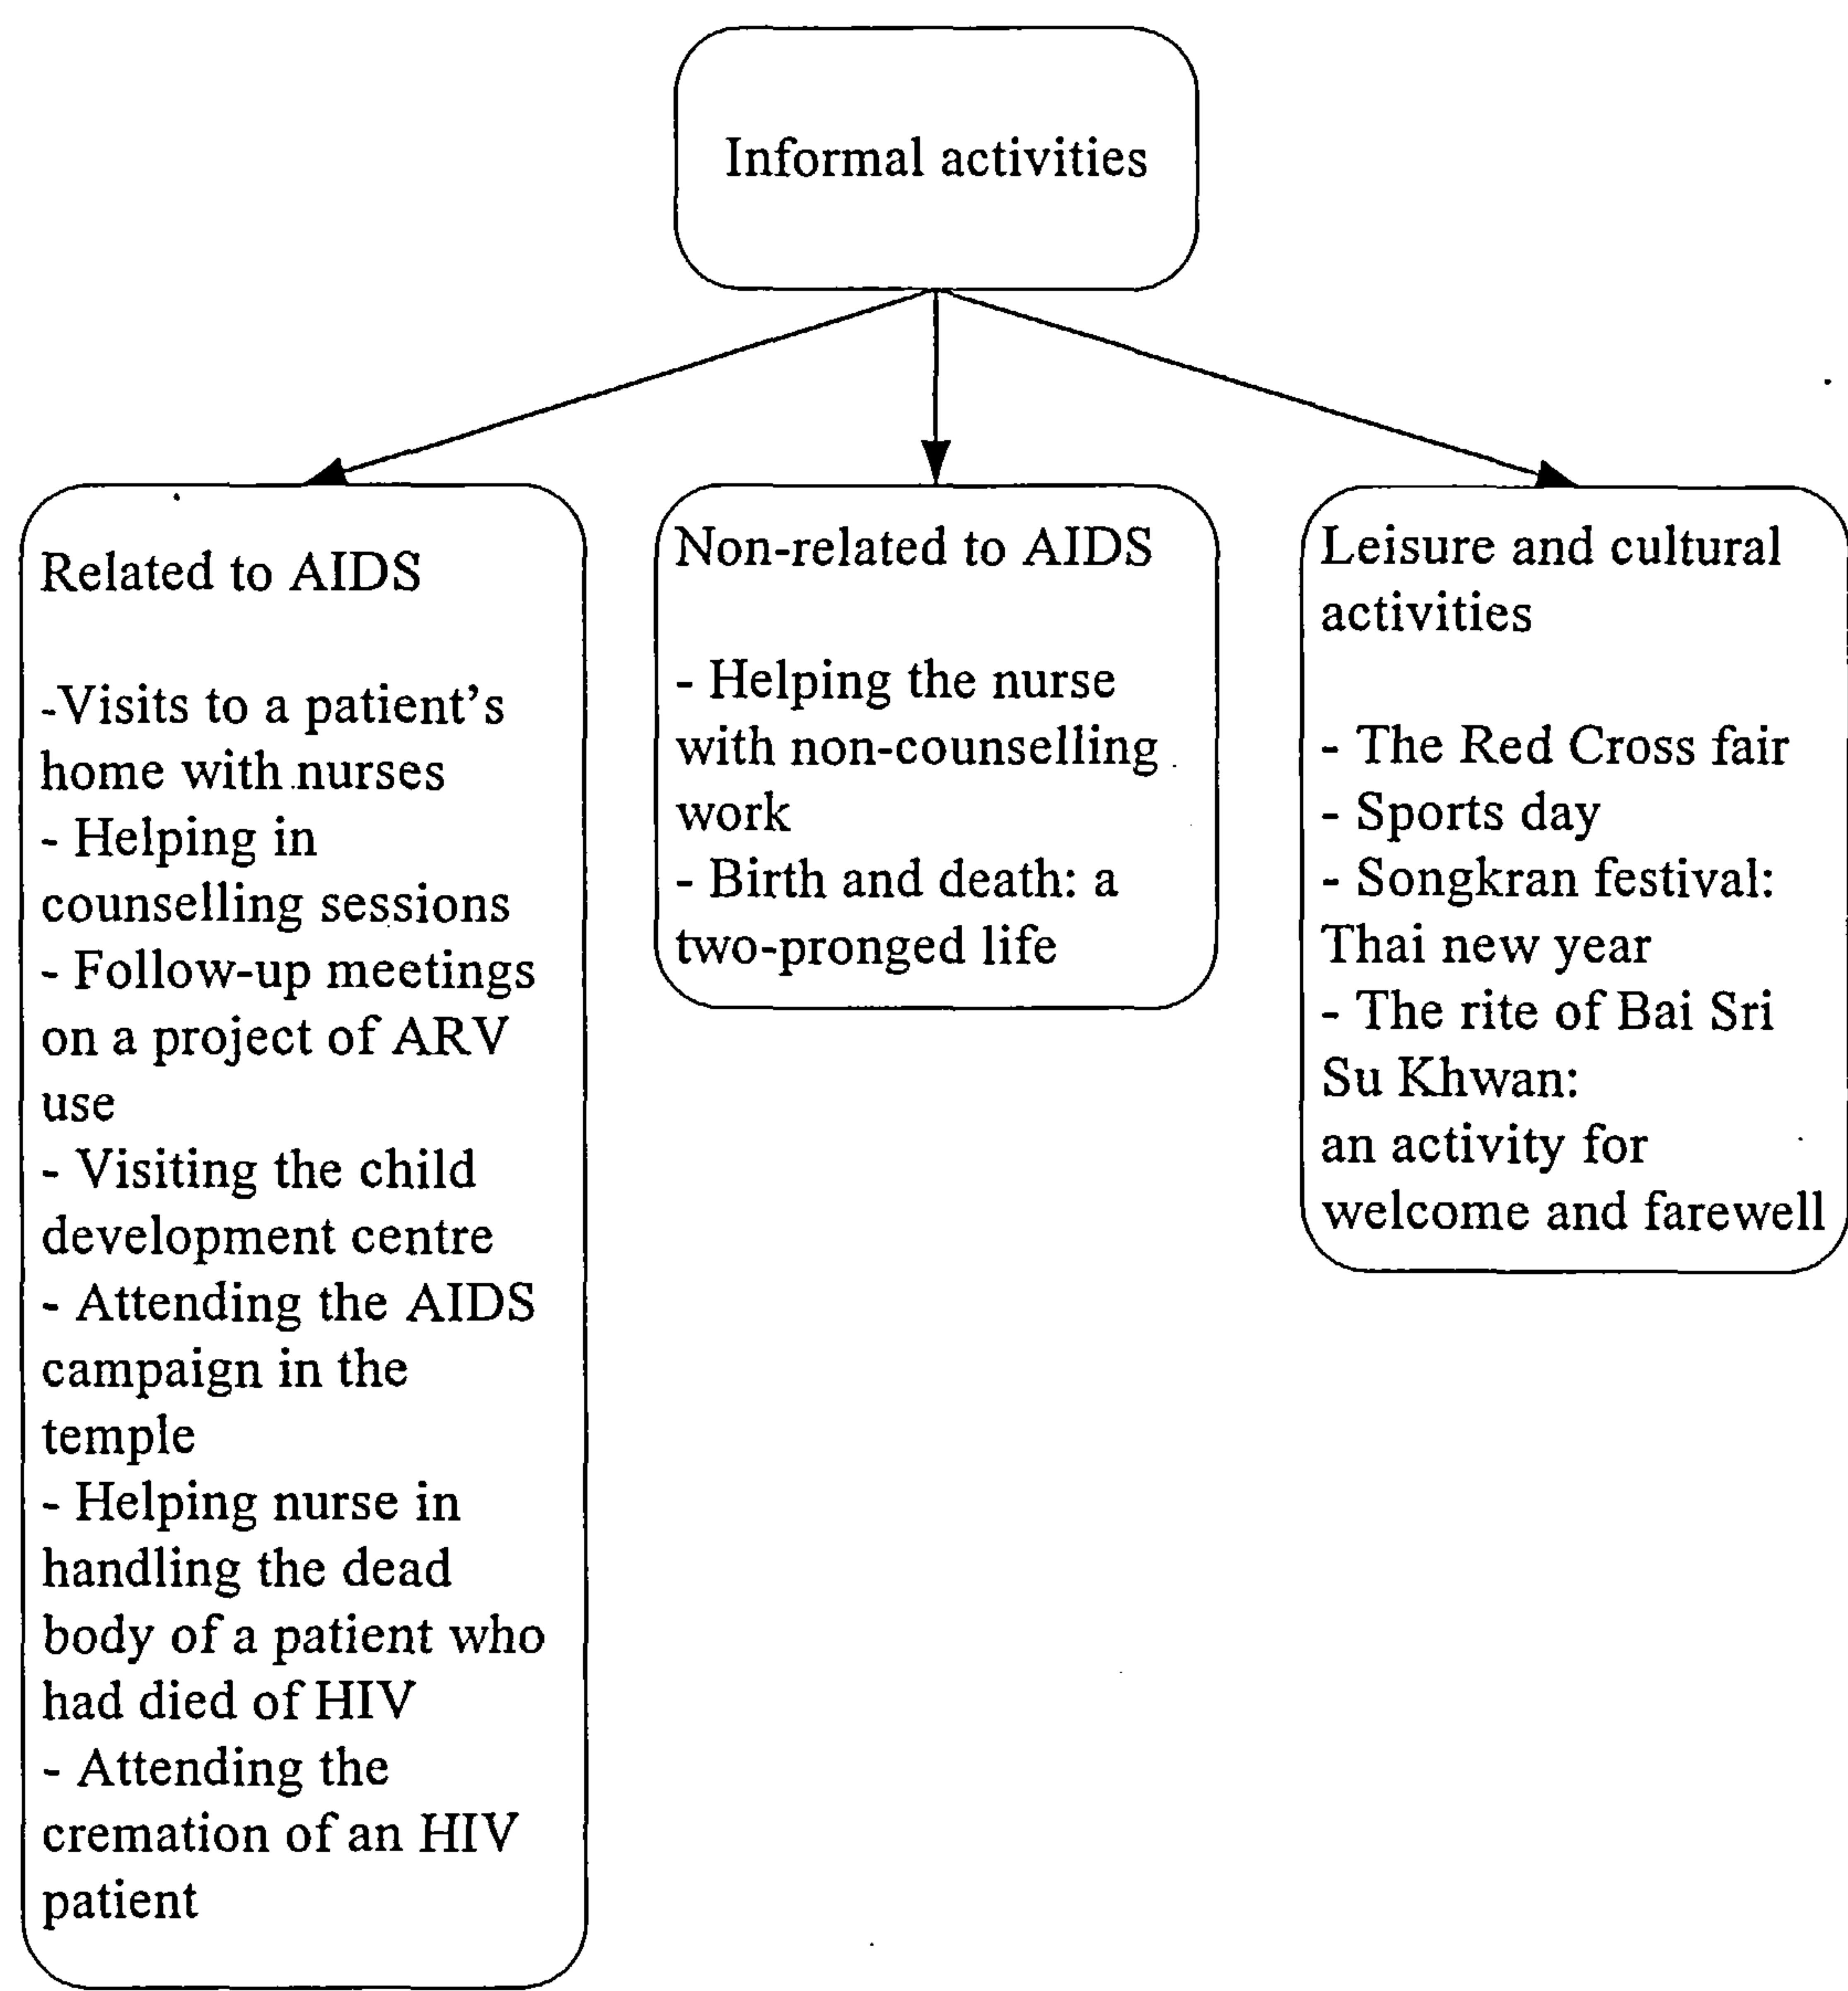 Informal activities
Related to AIDS
-Visits to a patient's
home with nurses
- Helping in
counselling sessions
- Follow-up meetings
on a project of ARV
use
- Visiting the child
development centre
- Attending the AIDS
campaign in the
temple
- Helping nurse in
handling the dead
body of a patient who
had died of HIV
- Attending the
cremation of an HIV
patient
Non-related to AIDS
- Helping the nurse
with non-counselling
work
- Birth and death: a
two-pronged life
Leisure and cultural
activities
- The Red Cross fair
- Sports day
- Songkran festival:
Thai new year
- The rite of Bai Sri
Su Khwan:
an activity for
welcome and farewell